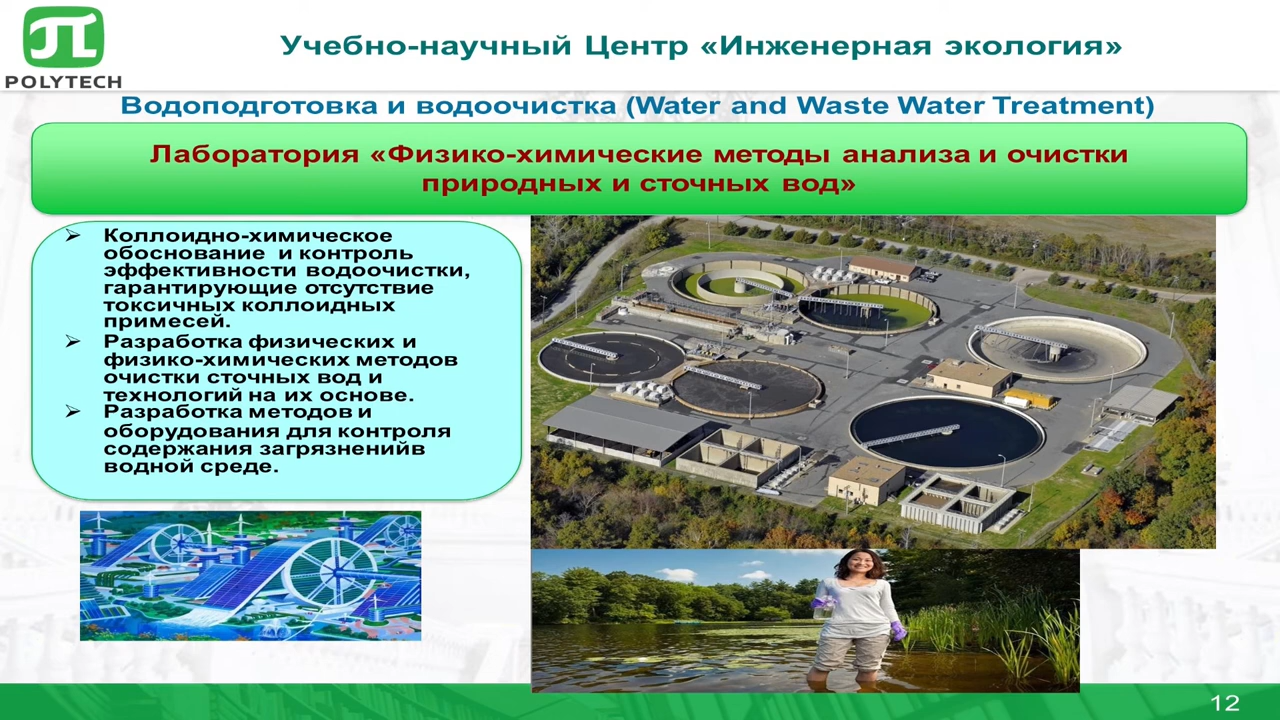 POLYTECH
Учебно-научный Центр «Инженерная экология»
Водоподготовка и водоочистка (Water and Waste Water Treatment)
Лаборатория «Физико-химические методы анализа и очистки
природных и сточных вод»
➢ Коллоидно-химическое
обоснование и контроль
эффективности водоочистки,
гарантирующие отсутствие
токсичных коллоидных
примесей.
➢ Разработка физических и
физико-химических методов
очистки сточных вод и
технологий на их основе.
➢ Разработка методов и
оборудования для контроля
содержания загрязненийв
водной среде.
12